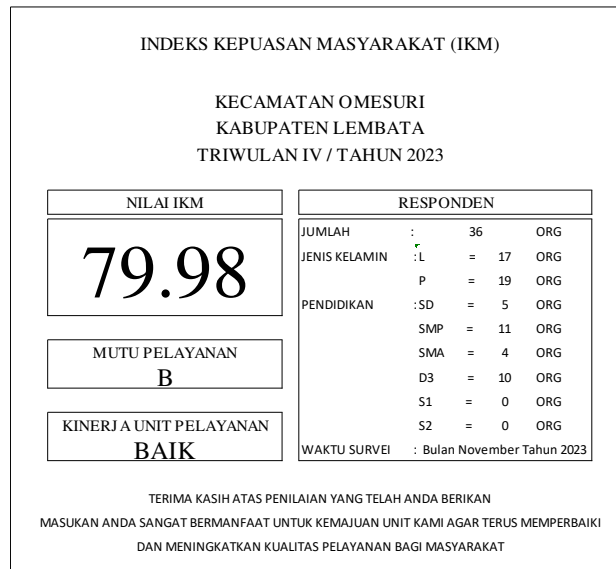 INDEKS KEPUASAN MASYARAKAT (IKM)
KECAMATAN OMESURI
KABUPATEN LEMBATA
TRIWULAN IV / TAHUN 2023
NILAI IKM
79.98
MUTU PELAYANAN
B
KINERJA UNIT PELAYANAN
BAIK
RESPONDEN
JUMLAH : 36 ORG
JENIS KELAMIN : L = 17 ORG
P = 19 ORG
PENDIDIKAN : SD = 5 ORG
SMP = 11 ORG
SMA = 4 ORG
D3 = 10 ORG
S1 = 0 ORG
S2 = 0 ORG
WAKTU SURVEI : Bulan November Tahun 2023
TERIMA KASIH ATAS PENILAIAN YANG TELAH ANDA BERIKAN
MASUKAN ANDA SANGAT BERMANFAAT UNTUK KEMAJUAN UNIT KAMI AGAR TERUS MEMPERBAIKI
DAN MENINGKATKAN KUALITAS PELAYANAN BAGI MASYARAKAT